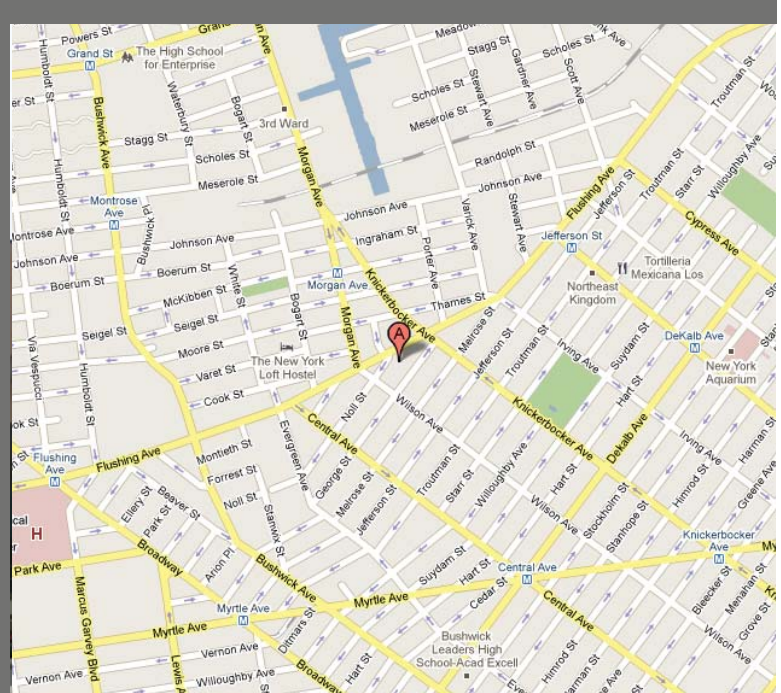 Powers St
Grand St
M
The High School
for Enterprise
Grand
Morgan Ave
Meadow
Stagg St
Scholes St
Gardner Ave
Scott Ave
Humboldt St
Bushwick Ave
Waterbury St
Bogart St
3rd Ward
Scholes St
Stewart Ave
Meserole St
Troutman St
Stagg St
Scholes St
Meserole St
Morgan Ave
Randolph St
Johnson Ave
Flushing Ave
Jefferson St
Troutman St
Starr St
Willoughby Ave
Humboldt St
Montrose
Ave
M
Bushwick Pl
Johnson Ave
Varick Ave
Stewart Ave
Cypress Ave
Montrose Ave
Johnson Ave
Johnson Ave
Ingraham St
Porter Ave
Jefferson St
M
Boerum St
Boerum St
White St
M
Morgan Ave
Tortilleria
Mexicana Los
McKibben St
Bogart St
Knickerbocker Ave
Thames St
Northeast
Kingdom
Seigel St
Seigel St
Morgan Ave
Melrose St
Jefferson St
Troutman St
Irving Ave
Suydam St
DeKalb Ave
M
Via Vespucci
Humboldt St
Moore St
A
The New York
Loft Hostel
New York
Aquarium
Varet St
Cook St
Noll St
Wilson Ave
Hart St
Knickerbocker Ave
Dekalb Ave
Irving Ave
Harman St
Flushing
Ave
M
Flushing Ave
Montieth St
Evergreen Ave
Central Ave
George St
Troutman St
Starr St
Willoughby Ave
Hart St
Himrod St
Greene Ave
Forrest St
Noll St
Melrose St
Jefferson St
Wilson Ave
Stockholm St
Stanhope St
Ellery St
Beaver St
Park St
Stanwix St
H
Broadway
Arion Pl
Bushwick Ave
Suydam St
Hart St
Cedar St
Central Ave
M
Knickerbocker
Ave
M
Park Ave
Marcus Garvey Blvd
Myrtle Ave
M
Myrtle Ave
Myrtle Ave
Ditmars St
Central Ave
Bleecker St
Menahan St
Grove St
Wilson Ave
Vernon Ave
Vernon Ave
Willoughby Ave
Lewis A
Broadway
Hart St
Bushwick
Leaders High
School-Acad Excell
Himrod St